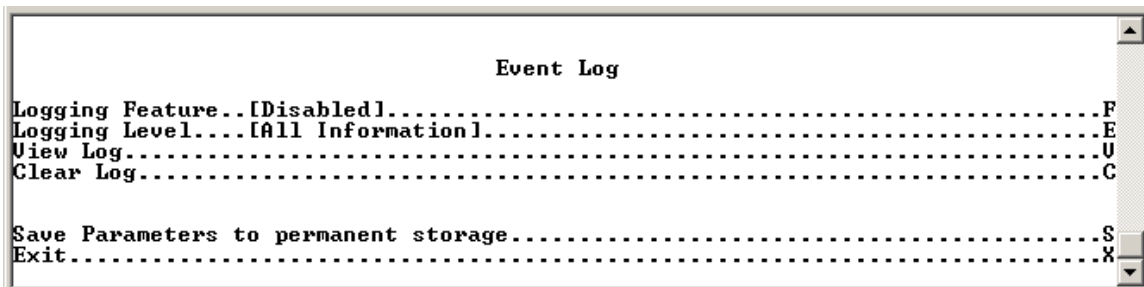 Event Log
Logging Feature..[Disabled].....................................................F
Logging Level....[All Information]..............................................E
View Log........................................................................V
Clear Log.......................................................................C
Save Parameters to permanent storage............................................S
Exit............................................................................X